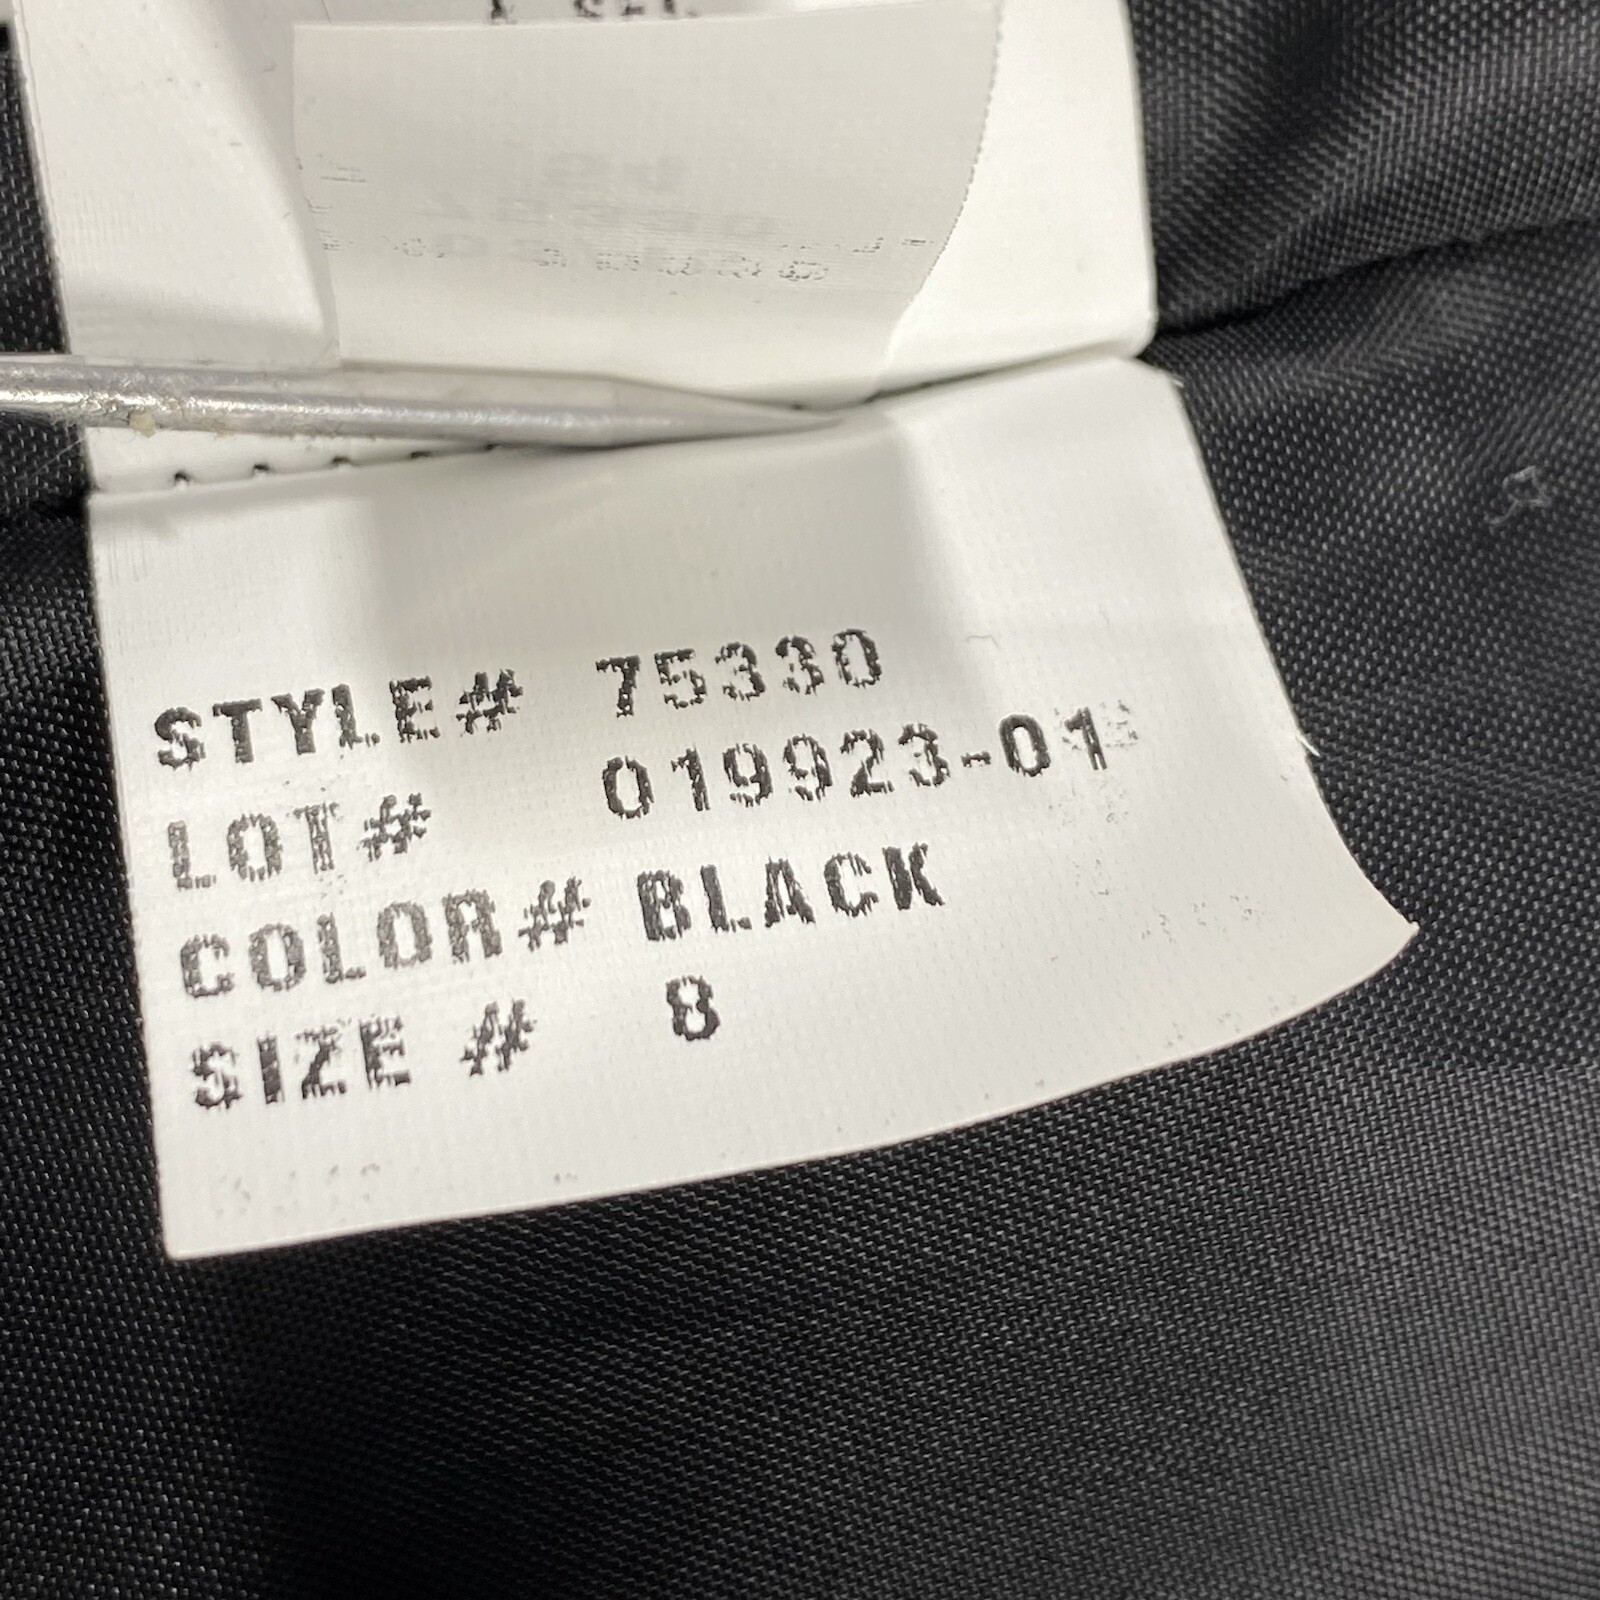 STYLE# 75330
LOT# 019923-01
COLOR# BLACK
SIZE # 8